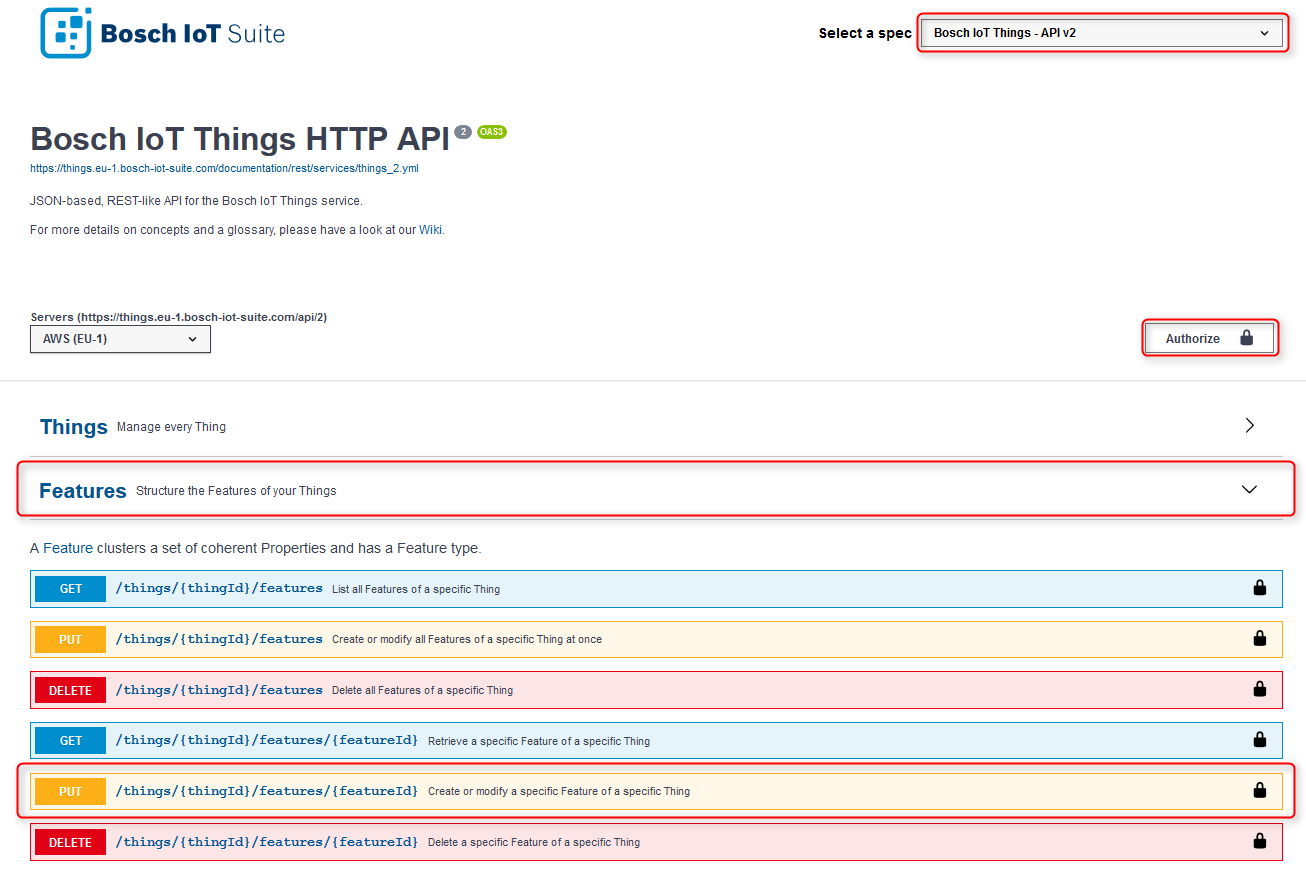 Bosch IoT Suite
Select a spec
Bosch IoT Things - API v2
Bosch IoT Things HTTP API 2 OAS3
https://things.eu-1.bosch-iot-suite.com/documentation/rest/services/things_2.yml
JSON-based, REST-like API for the Bosch IoT Things service.
For more details on concepts and a glossary, please have a look at our Wiki.
Servers (https://things.eu-1.bosch-iot-suite.com/api/2)
AWS (EU-1)
Authorize
Things Manage every Thing
Features Structure the Features of your Things
A Feature clusters a set of coherent Properties and has a Feature type.
GET /things/{thingId}/features List all Features of a specific Thing
PUT /things/{thingId}/features Create or modify all Features of a specific Thing at once
DELETE /things/{thingId}/features Delete all Features of a specific Thing
GET /things/{thingId}/features/{featureId} Retrieve a specific Feature of a specific Thing
PUT /things/{thingId}/features/{featureId} Create or modify a specific Feature of a specific Thing
DELETE /things/{thingId}/features/{featureId} Delete a specific Feature of a specific Thing